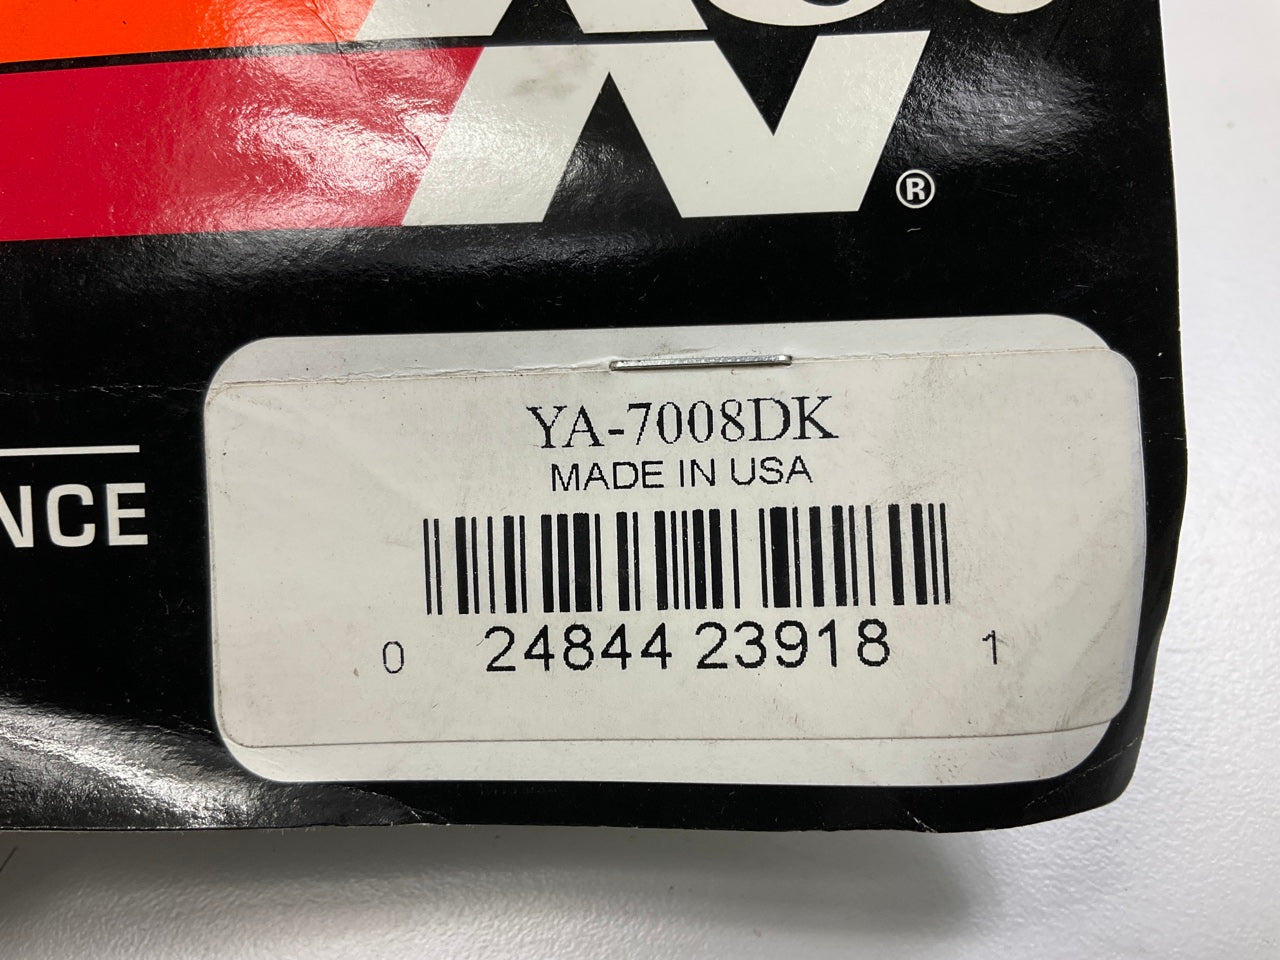 N
®
NCE
YA-7008DK
MADE IN USA
0 24844 23918 1